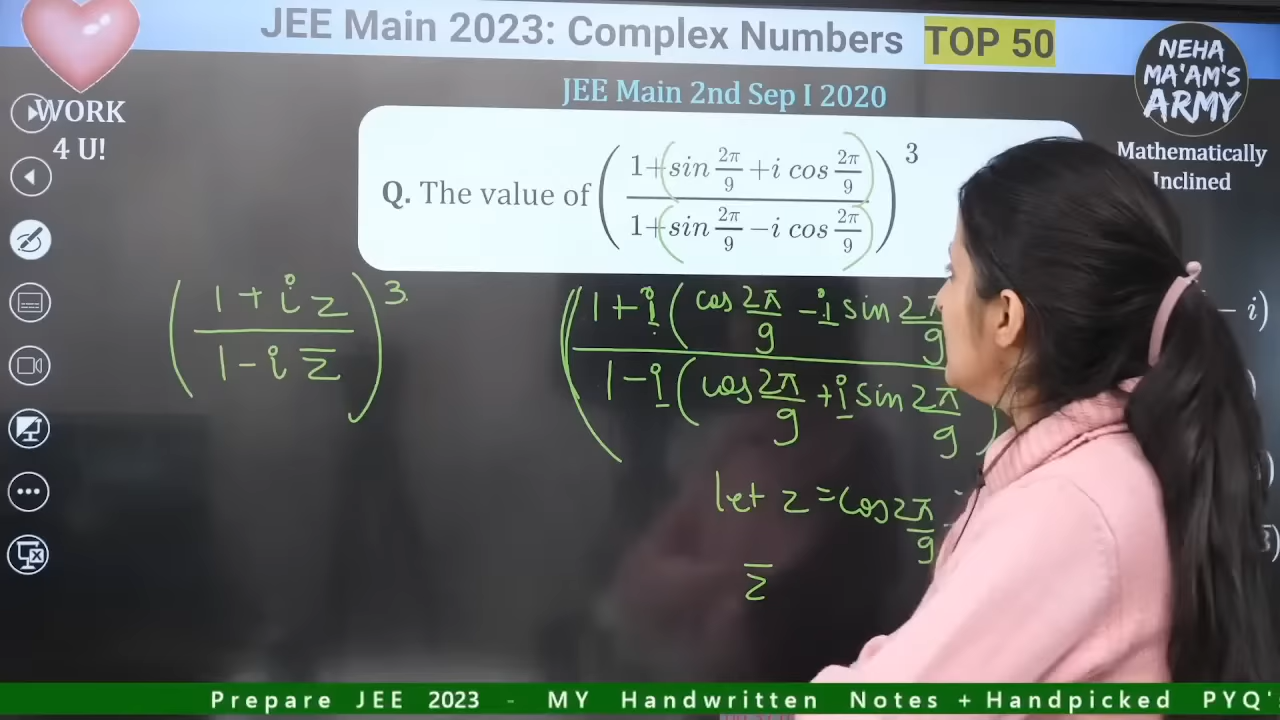 JEE Main 2023: Complex Numbers TOP 50
NEHA
MA'AM'S
ARMY
WORK
4 U!
JEE Main 2nd Sep I 2020
Mathematically
Inclined
Q. The value of ( (1+sin 2π/9 +i cos 2π/9) / (1+sin 2π/9 −i cos 2π/9) )^3
( (1 + i z) / (1 - i z̅) )^3
( (1 + i ( cos 2π/9 - i sin 2π/9
1 - i ( cos 2π/9 + i sin 2π/9 )
− i)
let z = cos 2π/9
z̅
3)
Prepare JEE 2023 - MY Handwritten Notes + Handpicked PYQ'